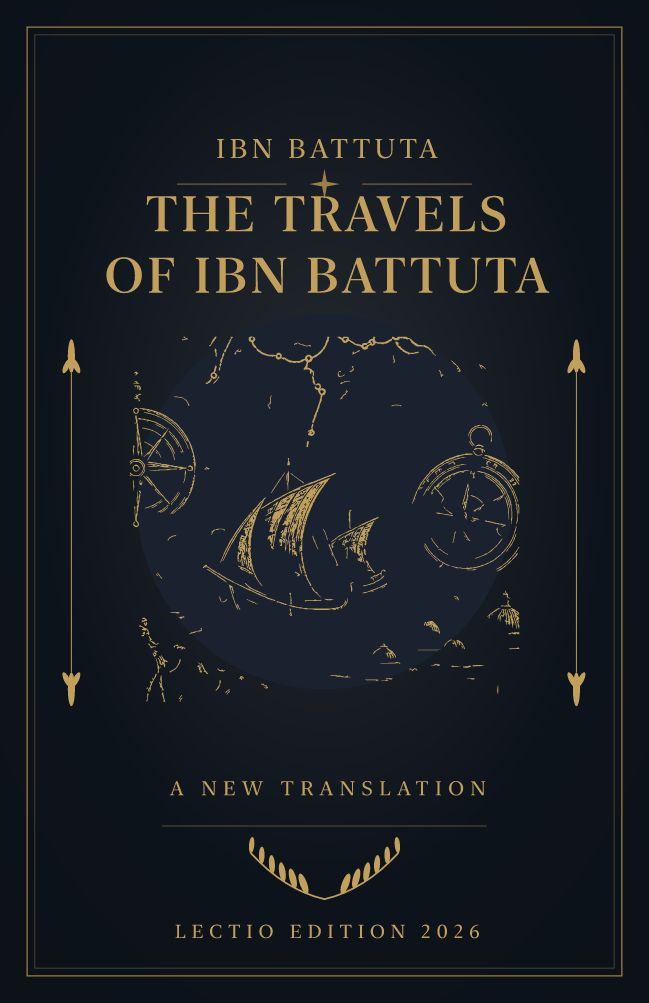 IBN BATTUTA
THE TRAVELS
OF IBN BATTUTA
A NEW TRANSLATION
LECTIO EDITION 2026